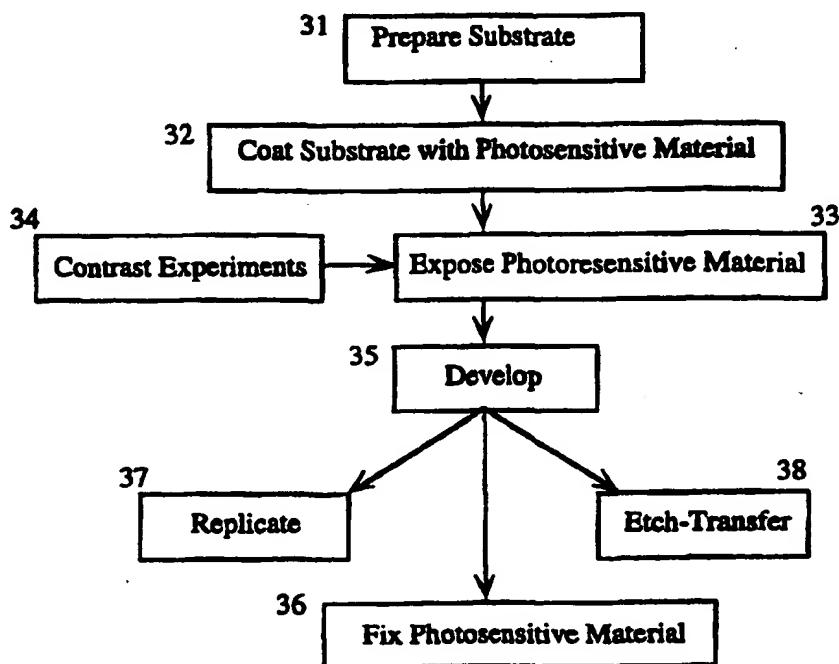 31
Prepare Substrate
32
Coat Substrate with Photosensitive Material
34
33
Contrast Experiments
Expose Photoresensitive Material
35
Develop
37
38
Replicate
Etch-Transfer
36
Fix Photosensitive Material